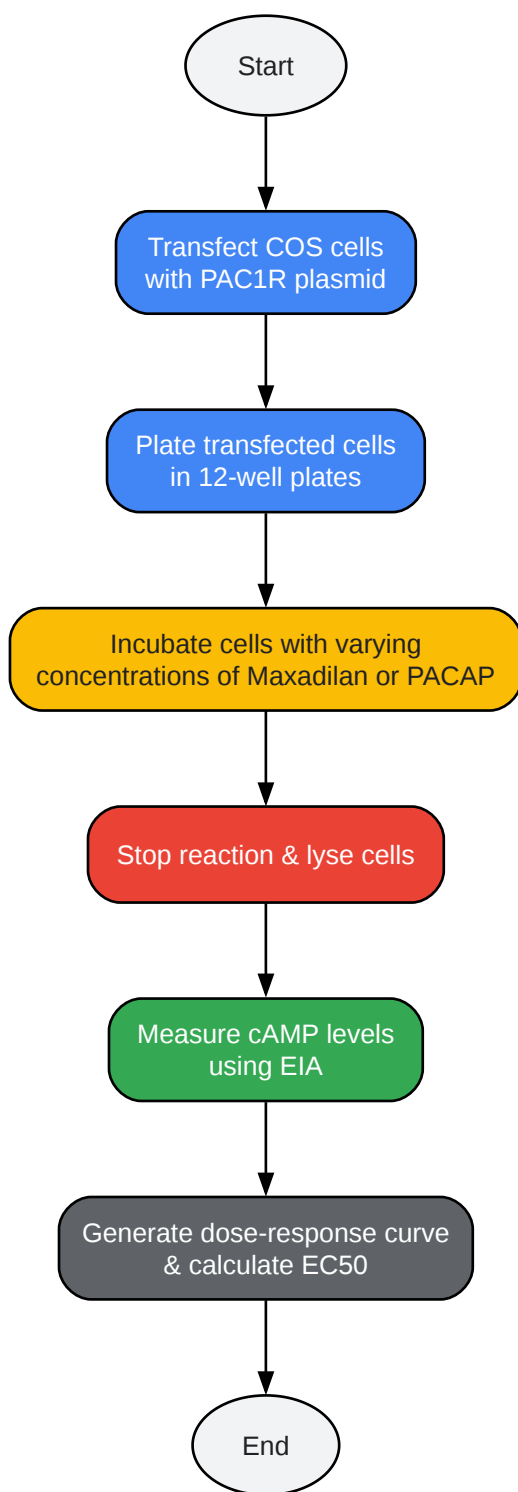 Start
Transfect COS cells
with PAC1R plasmid
Plate transfected cells
in 12-well plates
Incubate cells with varying
concentrations of Maxadilan or PACAP
Stop reaction & lyse cells
Measure cAMP levels
using EIA
Generate dose-response curve
& calculate EC50
End